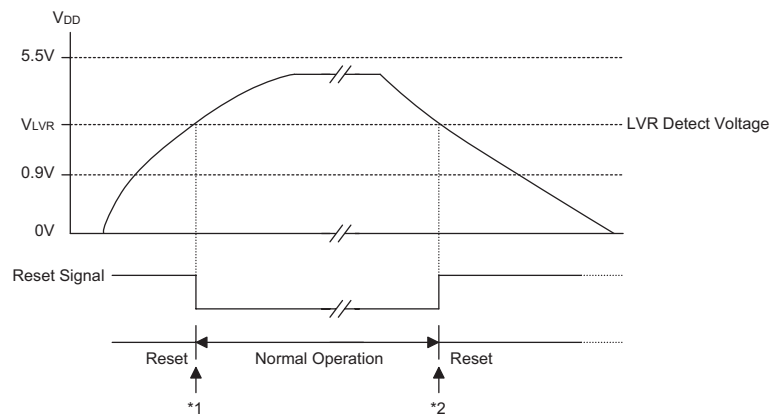 VDD
5.5V
VLVR
LVR Detect Voltage
0.9V
0V
Reset Signal
Reset
Normal Operation
Reset
*1
*2